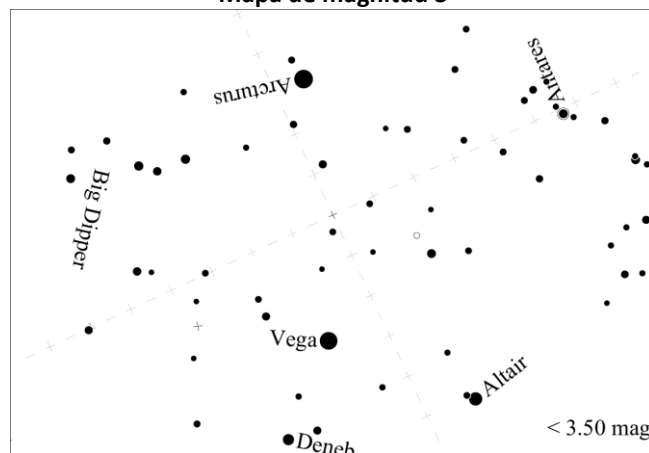 Mapa de magnitud 3
Arcturus
Antares
Big Dipper
Vega
Altair
Deneb
< 3.50 mag